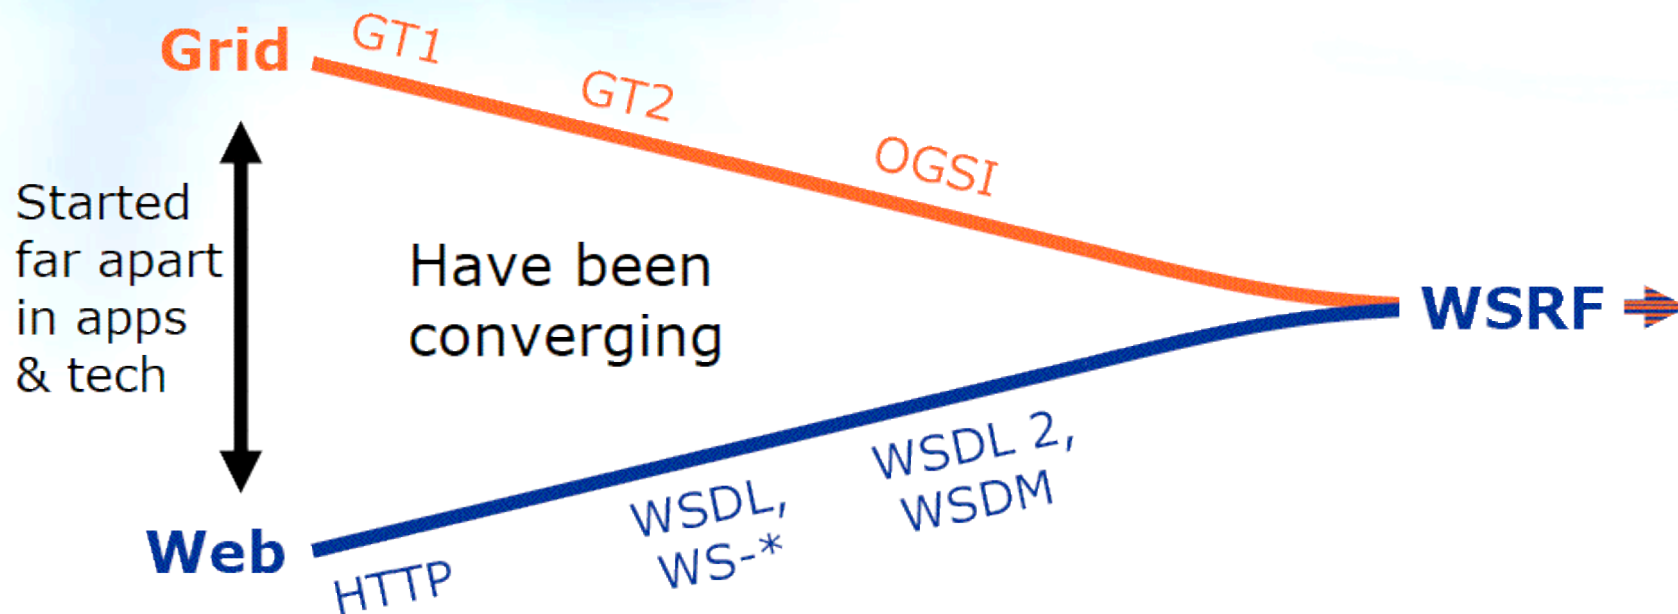 Grid
GT1
GT2
OGSI
Started
far apart
in apps
& tech
Have been
converging
WSRF
Web
HTTP
WSDL,
WS-*
WSDL 2,
WSDM